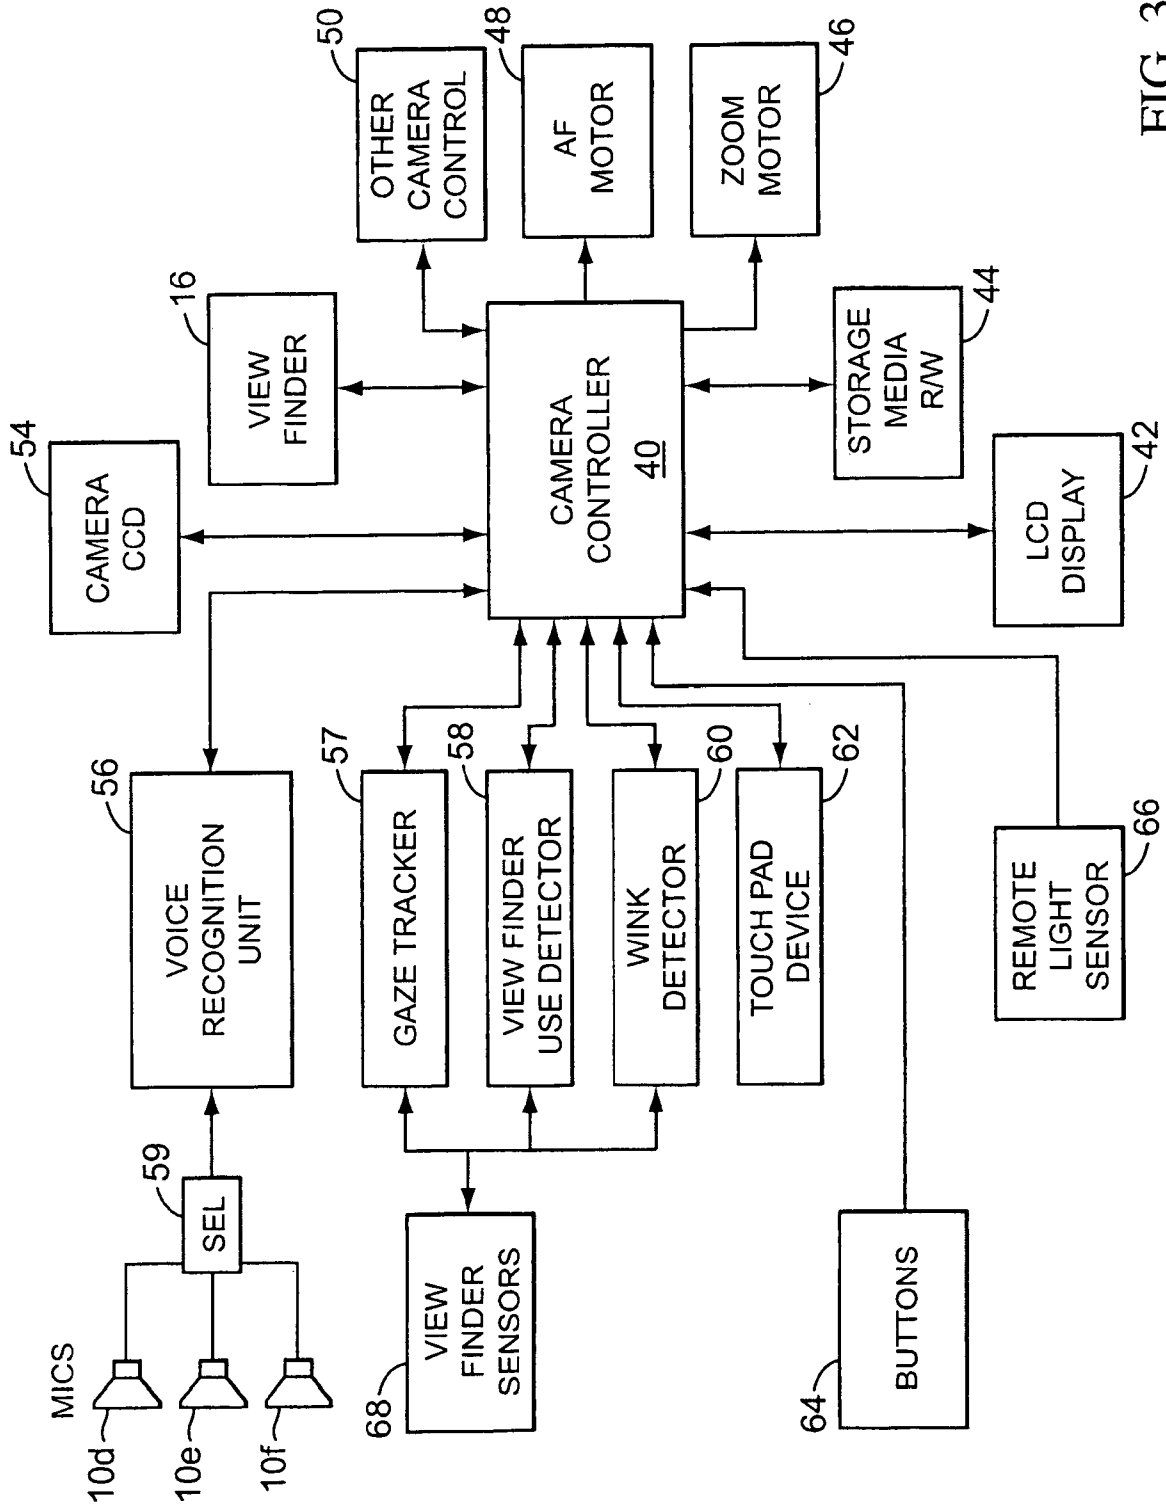 MICS
10d
10e
10f
59
SEL
56
VOICE
RECOGNITION
UNIT
54
CAMERA
CCD
16
VIEW
FINDER
50
OTHER
CAMERA
CONTROL
48
AF
MOTOR
46
ZOOM
MOTOR
CAMERA
CONTROLLER
40
57
GAZE TRACKER
58
VIEW FINDER
USE DETECTOR
60
WINK
DETECTOR
62
TOUCH PAD
DEVICE
68
VIEW
FINDER
SENSORS
64
BUTTONS
66
REMOTE
LIGHT
SENSOR
44
STORAGE
MEDIA
R/W
42
LCD
DISPLAY
FIG. 3